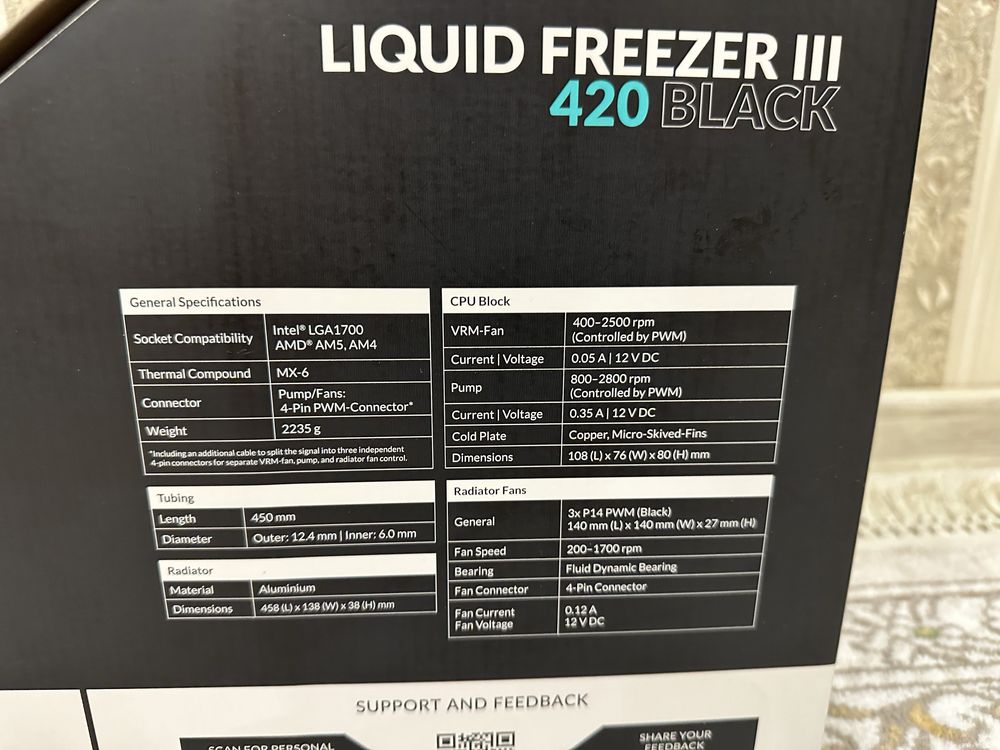 LIQUID FREEZER III
420 BLACK
General Specifications
Socket Compatibility
Intel® LGA1700
AMD® AM5, AM4
Thermal Compound
MX-6
Connector
Pump/Fans:
4-Pin PWM-Connector*
Weight
2235 g
*Including an additional cable to split the signal into three independent
4-pin connectors for separate VRM-fan, pump, and radiator fan control.
Tubing
Length
450 mm
Diameter
Outer: 12.4 mm | Inner: 6.0 mm
Radiator
Material
Aluminium
Dimensions
458 (L) x 138 (W) x 38 (H) mm
CPU Block
VRM-Fan
400–2500 rpm
(Controlled by PWM)
Current | Voltage
0.05 A | 12 V DC
Pump
800–2800 rpm
(Controlled by PWM)
Current | Voltage
0.35 A | 12 V DC
Cold Plate
Copper, Micro-Skived-Fins
Dimensions
108 (L) x 76 (W) x 80 (H) mm
Radiator Fans
General
3x P14 PWM (Black)
140 mm (L) x 140 mm (W) x 27 mm (H)
Fan Speed
200–1700 rpm
Bearing
Fluid Dynamic Bearing
Fan Connector
4-Pin Connector
Fan Current
0.12 A
Fan Voltage
12 V DC
SUPPORT AND FEEDBACK
SCAN FOR PERSONAL
SHARE YOUR
FEEDBACK